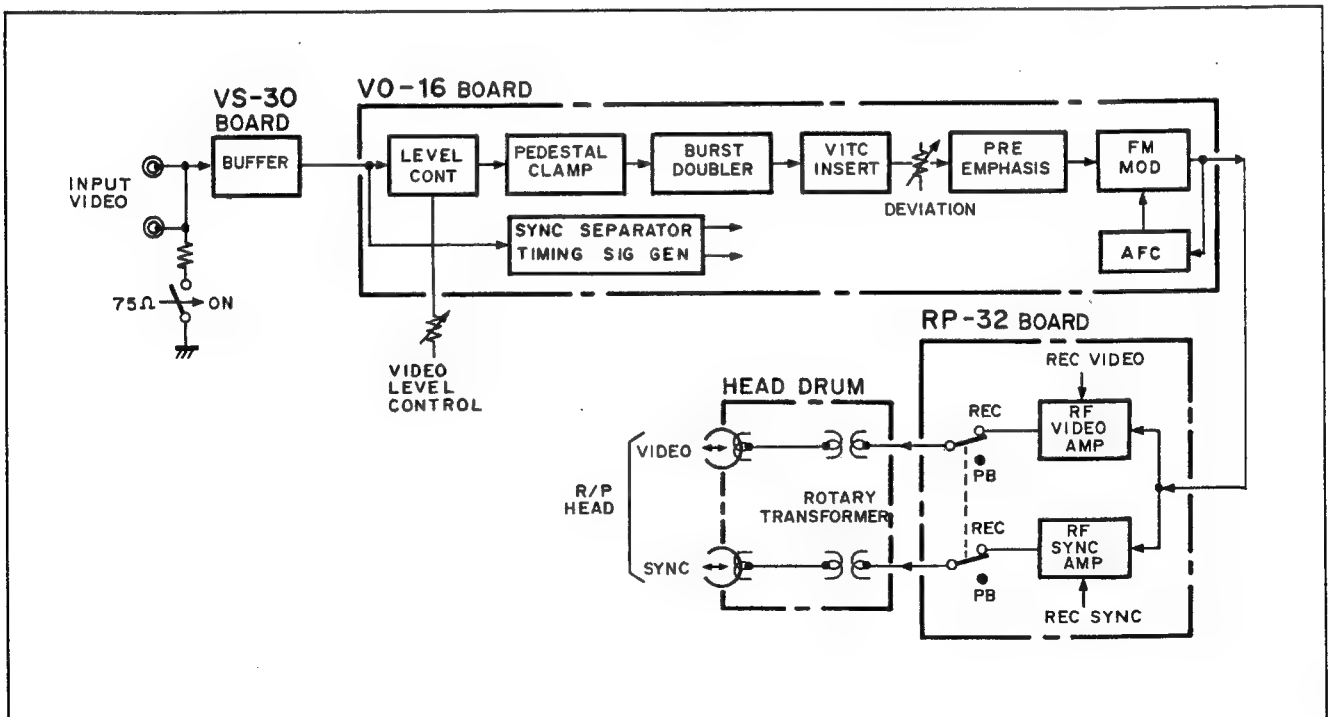 VS-30
BOARD
BUFFER
INPUT
VIDEO
75Ω
ON
VO-16 BOARD
LEVEL
CONT
PEDESTAL
CLAMP
BURST
DOUBLER
VITC
INSERT
DEVIATION
PRE
EMPHASIS
FM
MOD
AFC
SYNC SEPARATOR
TIMING SIG GEN
VIDEO
LEVEL
CONTROL
RP-32 BOARD
REC VIDEO
RF
VIDEO
AMP
REC
PB
REC
PB
RF
SYNC
AMP
REC SYNC
HEAD DRUM
VIDEO
R/P
HEAD
SYNC
ROTARY
TRANSFORMER